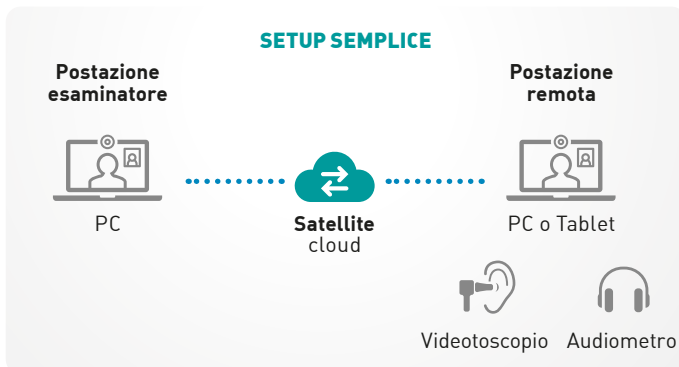 SETUP SEMPLICE
Postazione
esaminatore
Postazione
remota
PC
Satellite
cloud
PC o Tablet
Videotoscopio
Audiometro